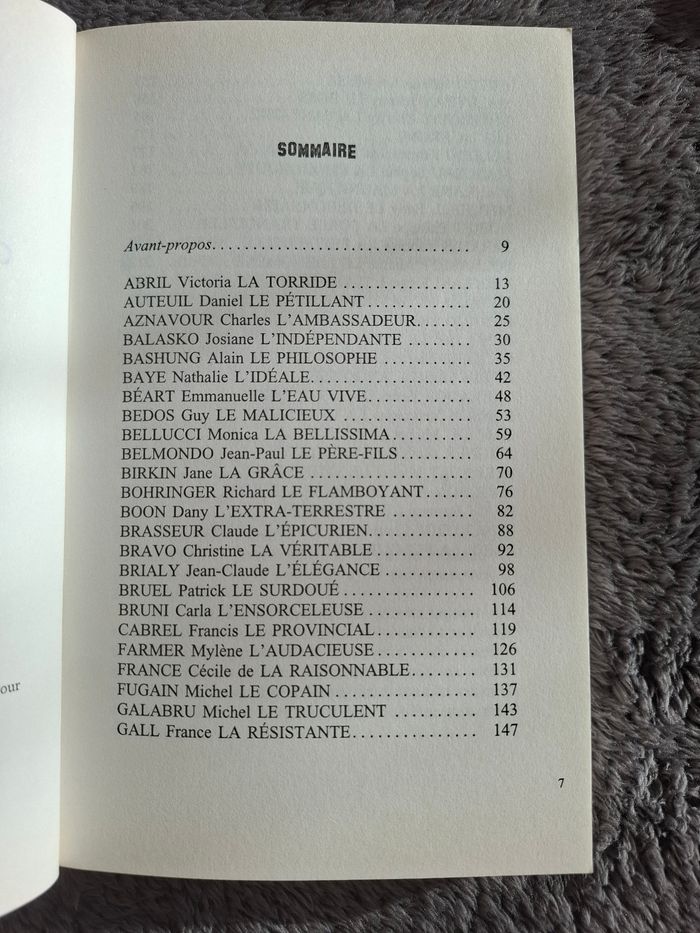 SOMMAIRE
Avant-propos................................ 9
ABRIL Victoria LA TORRIDE ................ 13
AUTEUIL Daniel LE PÉTILLANT............. 20
AZNAVOUR Charles L'AMBASSADEUR....... 25
BALASKO Josiane L'INDÉPENDANTE ........ 30
BASHUNG Alain LE PHILOSOPHE ........... 35
BAYE Nathalie L'IDÉALE.................... 42
BÉART Emmanuelle L'EAU VIVE............. 48
BEDOS Guy LE MALICIEUX ................ 53
BELLUCCI Monica LA BELLISSIMA.......... 59
BELMONDO Jean-Paul LE PÈRE-FILS......... 64
BIRKIN Jane LA GRÂCE .................... 70
BOHRINGER Richard LE FLAMBOYANT...... 76
BOON Dany L'EXTRA-TERRESTRE .......... 82
BRASSEUR Claude L'ÉPICURIEN............. 88
BRAVO Christine LA VÉRITABLE ............ 92
BRIALY Jean-Claude L'ÉLÉGANCE ........... 98
BRUEL Patrick LE SURDOUÉ ................ 106
BRUNI Carla L'ENSORCELEUSE ............. 114
CABREL Francis LE PROVINCIAL............ 119
FARMER Mylène L'AUDACIEUSE ............ 126
FRANCE Cécile de LA RAISONNABLE........ 131
FUGAIN Michel LE COPAIN ................. 137
GALABRU Michel LE TRUCULENT .......... 143
GALL France LA RÉSISTANTE............... 147
our
7